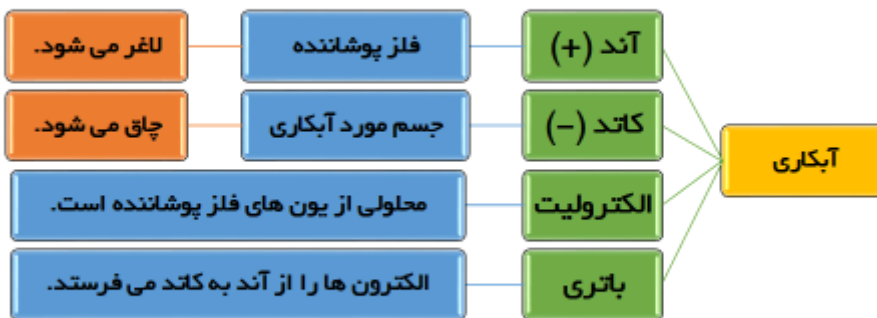 آبکاری
آند (+)
فلز پوشاننده
لاغر می شود.
کاتد (–)
جسم مورد آبکاری
چاق می شود.
الکترولیت
محلولی از یون های فلز پوشاننده است.
باتری
الکترون ها را از آند به کاتد می فرستد.